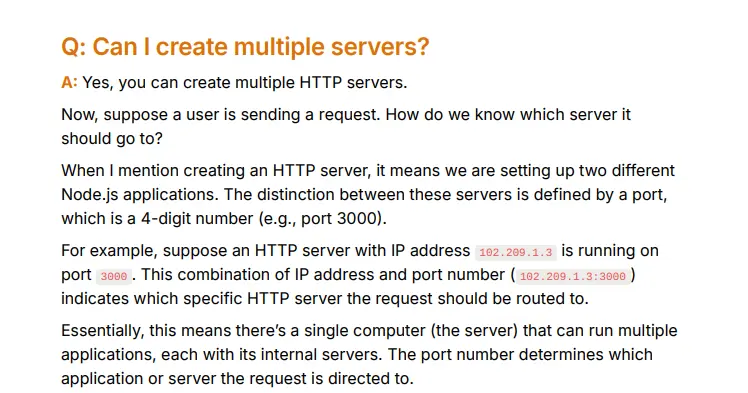 Q: Can I create multiple servers?
A: Yes, you can create multiple HTTP servers.
Now, suppose a user is sending a request. How do we know which server it
should go to?
When I mention creating an HTTP server, it means we are setting up two different
Node.js applications. The distinction between these servers is defined by a port,
which is a 4-digit number (e.g., port 3000).
For example, suppose an HTTP server with IP address 102.209.1.3 is running on
port 3000. This combination of IP address and port number (102.209.1.3:3000)
indicates which specific HTTP server the request should be routed to.
Essentially, this means there’s a single computer (the server) that can run multiple
applications, each with its internal servers. The port number determines which
application or server the request is directed to.